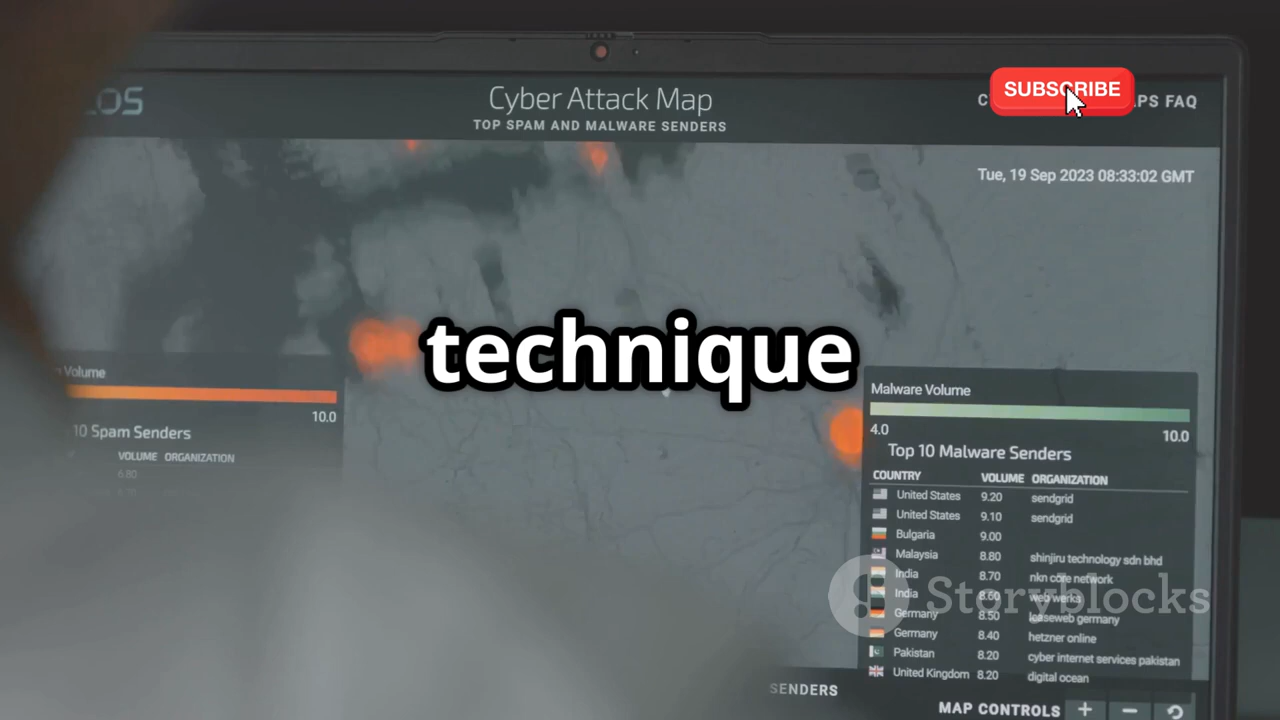 Cyber Attack Map
TOP SPAM AND MALWARE SENDERS
SUBSCRIBE
FAQ
Tue, 19 Sep 2023 08:33:02 GMT
technique
Volume
10.0
10 Spam Senders
VOLUME ORGANIZATION
6.80
Malware Volume
4.0 10.0
Top 10 Malware Senders
COUNTRY VOLUME ORGANIZATION
United States 9.20 sendgrid
United States 9.10 sendgrid
Bulgaria 9.00
Malaysia 8.80 shinjiru technology sdn bhd
India 8.70 nkn core network
India 8.60 web werks
Germany 8.50 leaseweb germany
Germany 8.40 hetzner online
Pakistan 8.20 cyber internet services pakistan
United Kingdom 8.20 digital ocean
Storyblocks
SENDERS
MAP CONTROLS + −